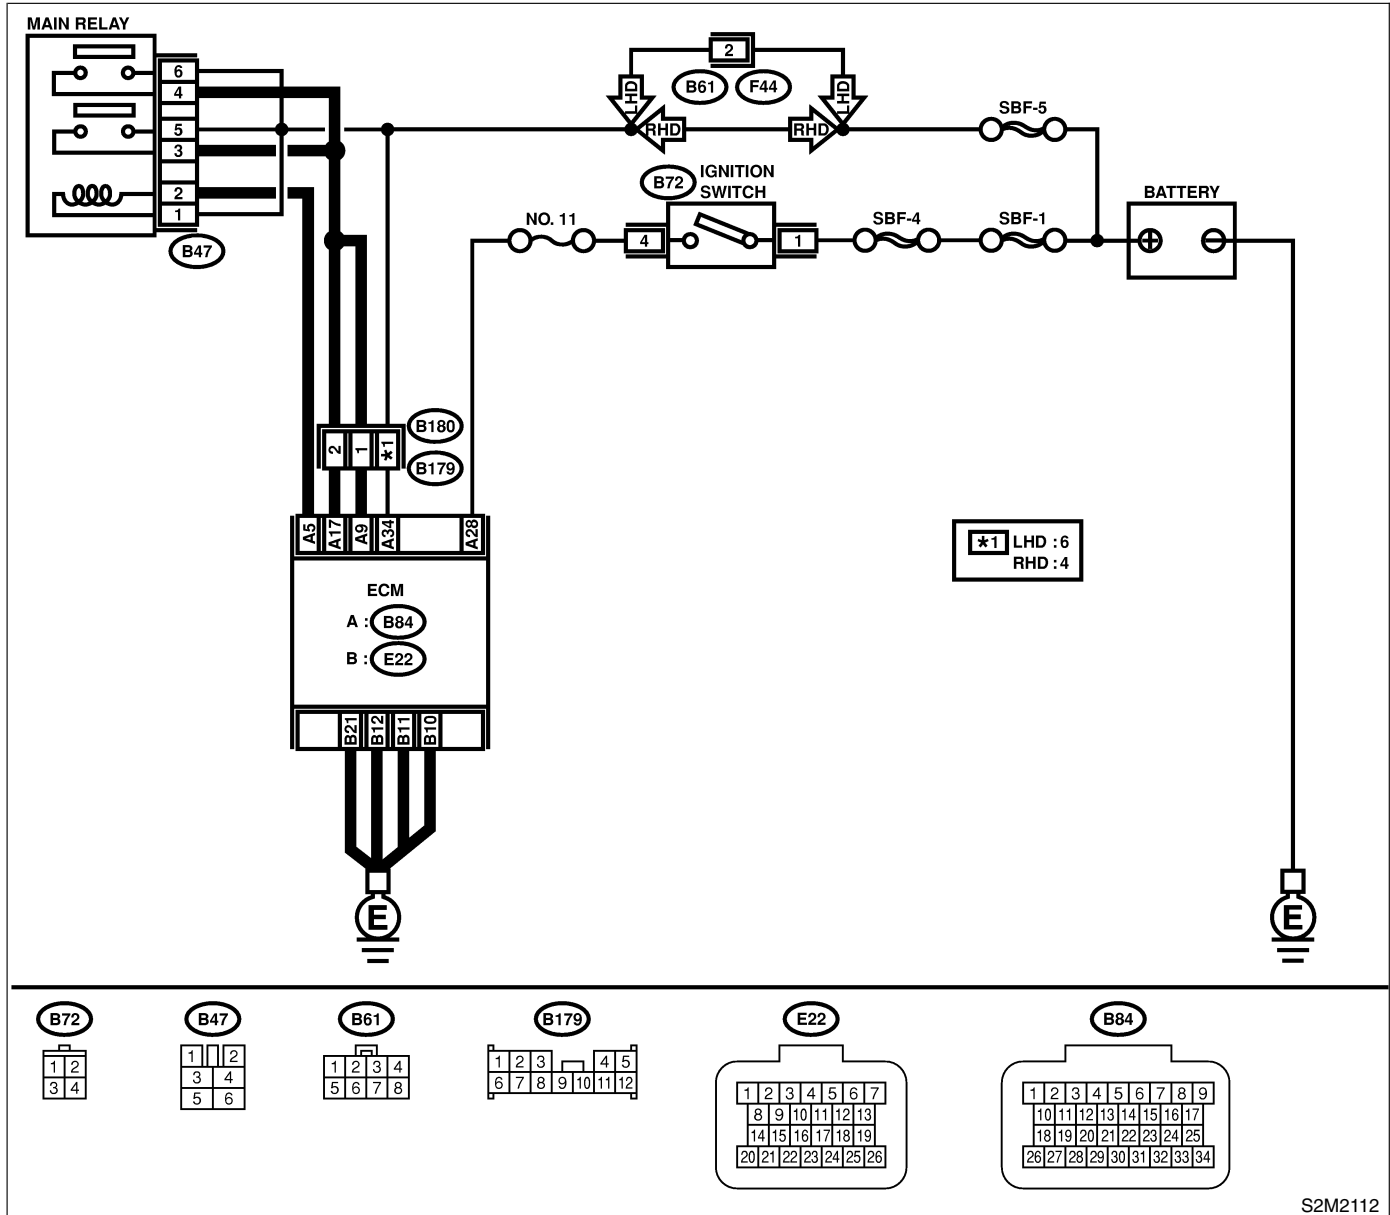 MAIN RELAY
6
4
5
3
2
1
B47
2
B61 F44
LHD LHD
RHD RHD
SBF-5
B72 IGNITION
SWITCH
NO. 11
4
1
SBF-4
SBF-1
BATTERY
B180
2 1 *1
B179
A5 A17 A9 A34 A28
ECM
A : B84
B : E22
B21 B12 B11 B10
*1 LHD : 6
RHD : 4
E
E
B72
1 2
3 4
B47
1 2
3 4
5 6
B61
1 2 3 4
5 6 7 8
B179
1 2 3 4 5
6 7 8 9 10 11 12
E22
1 2 3 4 5 6 7
8 9 10 11 12 13
14 15 16 17 18 19
20 21 22 23 24 25 26
B84
1 2 3 4 5 6 7 8 9
10 11 12 13 14 15 16 17
18 19 20 21 22 23 24 25
26 27 28 29 30 31 32 33 34
S2M2112